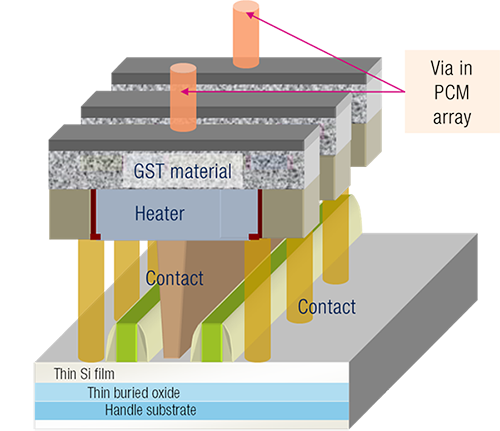 Via in
PCM
array
GST material
Heater
Contact
Contact
Thin Si film
Thin buried oxide
Handle substrate